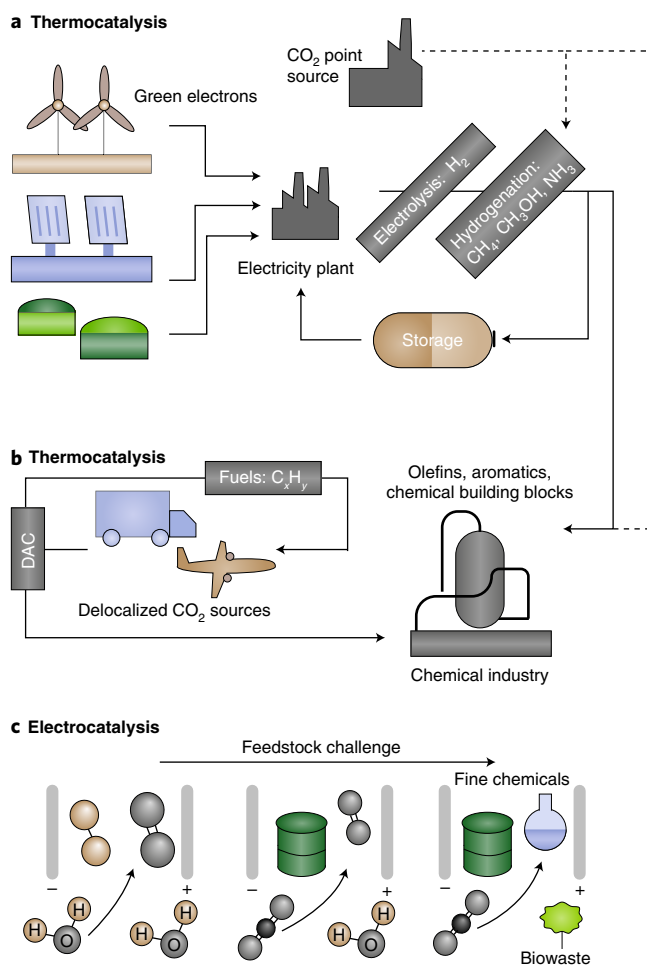 a Thermocatalysis
CO₂ point
source
Green electrons
Electrolysis: H₂
Hydrogenation:
CH₄, CH₃OH, NH₃
Electricity plant
Storage
b Thermocatalysis
Fuels: CₓHᵧ
DAC
Delocalized CO₂ sources
Olefins, aromatics,
chemical building blocks
Chemical industry
c Electrocatalysis
Feedstock challenge
Fine chemicals
− + − + − +
H H O H H O H H O
Biowaste